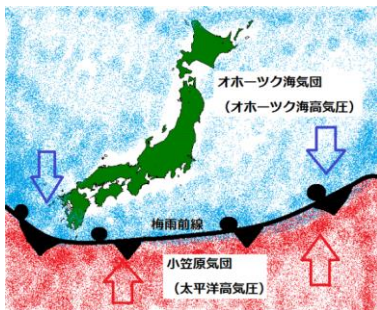 オホーツク海気団
（オホーツク海高気圧）
梅雨前線
小笠原気団
（太平洋高気圧）